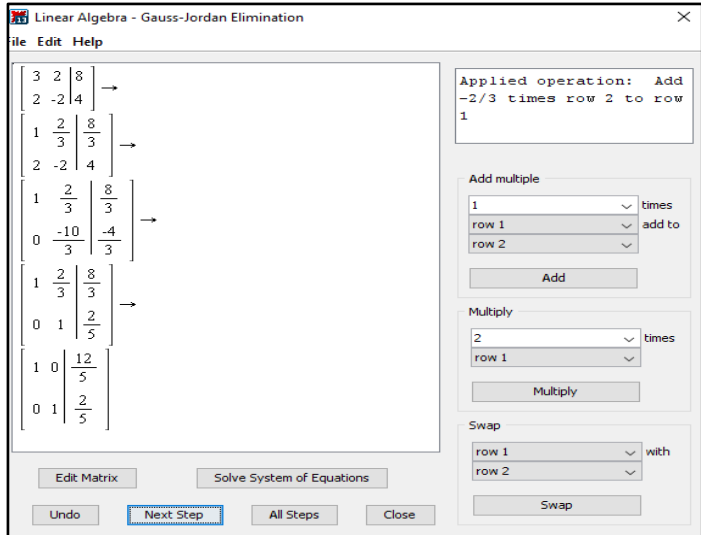 Linear Algebra - Gauss-Jordan Elimination
ile Edit Help
3 2 8 →
2 -2 4
1 2/3 8/3 →
2 -2 4
1 2/3 8/3 →
0 -10/3 -4/3
1 2/3 8/3 →
0 1 2/5
1 0 12/5
0 1 2/5
Applied operation: Add
-2/3 times row 2 to row
1
Add multiple
1 times
row 1 add to
row 2
Add
Multiply
2 times
row 1
Multiply
Swap
row 1 with
row 2
Swap
Edit Matrix Solve System of Equations
Undo Next Step All Steps Close